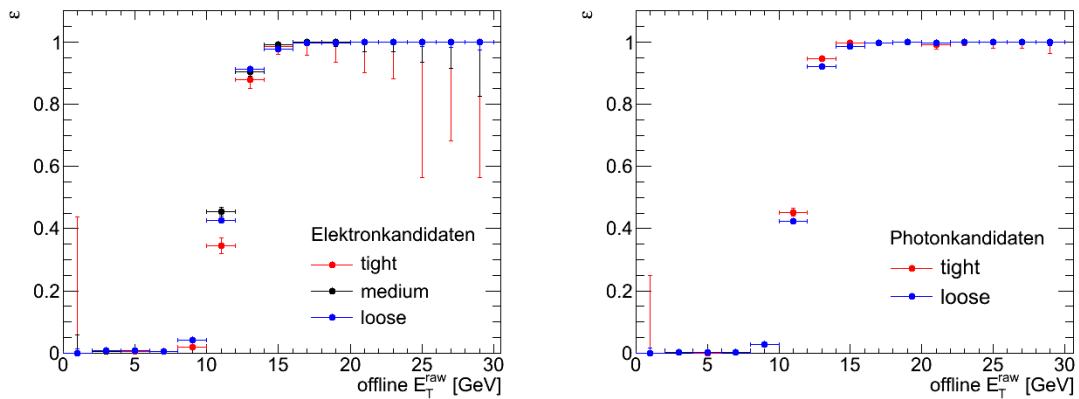 ε
1
0.8
0.6
0.4
0.2
0
0 5 10 15 20 25 30
offline E_T^raw [GeV]
Elektronkandidaten
tight
medium
loose
ε
1
0.8
0.6
0.4
0.2
0
0 5 10 15 20 25 30
offline E_T^raw [GeV]
Photonkandidaten
tight
loose